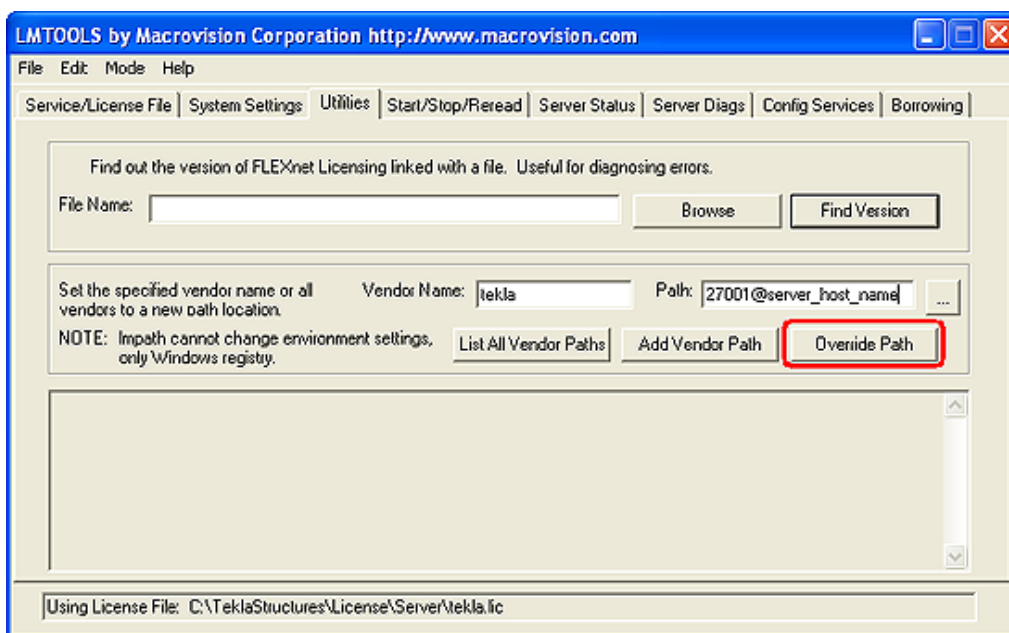 LMTOOLS by Macrovision Corporation http://www.macrovision.com
File Edit Mode Help
Service/License File System Settings Utilities Start/Stop/Reread Server Status Server Diags Config Services Borrowing
Find out the version of FLEXnet Licensing linked with a file. Useful for diagnosing errors.
File Name: Browse Find Version
Set the specified vendor name or all vendors to a new path location.
Vendor Name: tekla Path: 27001@server_host_name ...
NOTE: lmpath cannot change environment settings, only Windows registry.
List All Vendor Paths Add Vendor Path Override Path
Using License File: C:\TeklaStructures\License\Server\tekla.lic